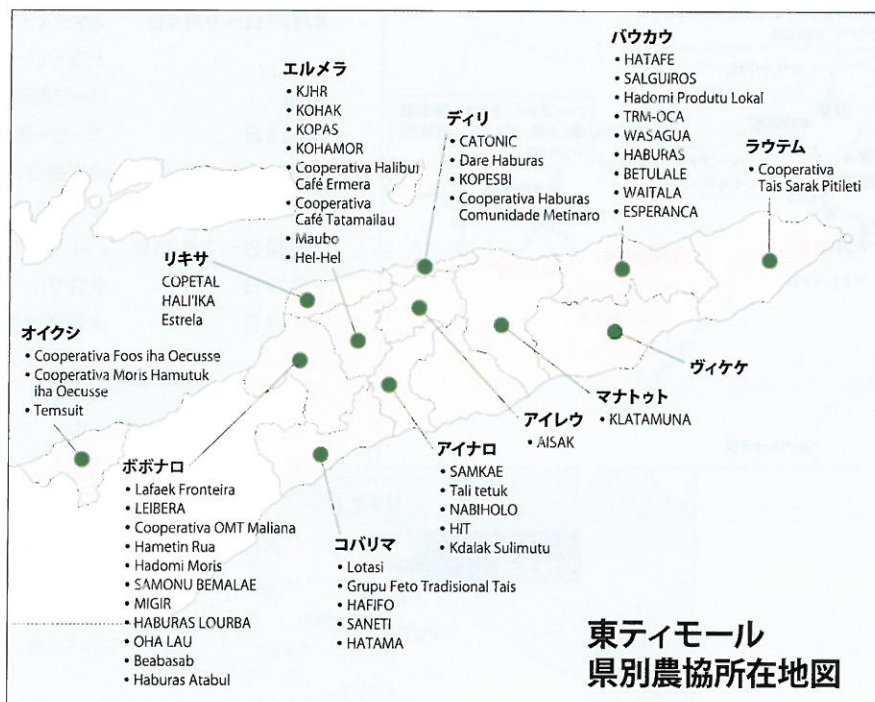 エルメラ
• KJHR
• KOHAK
• KOPAS
• KOHAMOR
• Cooperativa Halibur
Café Ermera
• Cooperativa
Café Tatamailau
• Maubo
• Hel-Hel
ディリ
• CATONIC
• Dare Haburas
• KOPESBI
• Cooperativa Haburas
Comunidade Metinaro
バウカウ
• HATAFE
• SALGUIROS
• Hadomi Produtu Lokal
• TRM-OCA
• WASAGUA
• HABURAS
• BETULALE
• WAITALA
• ESPERANCA
ラウテム
• Cooperativa
Tais Sarak Pitileti
リキサ
COPETAL
HALI'IKA
Estrela
オイクシ
• Cooperativa Foos iha Oecusse
• Cooperativa Moris Hamutuk
iha Oecusse
• Temsuit
ボボナロ
• Lafaek Fronteira
• LEIBERA
• Cooperativa OMT Maliana
• Hametin Rua
• Hadomi Moris
• SAMONU BEMALAE
• MIGIR
• HABURAS LOURBA
• OHA LAU
• Beabasab
• Haburas Atabul
コバリマ
• Lotasi
• Grupu Feto Tradisional Tais
• HAFIFO
• SANETI
• HATAMA
アイナロ
• SAMKAE
• Tali tetuk
• NABIHOLO
• HIT
• Kdalak Sulimutu
アイレウ
• AISAK
マナトゥト
• KLATAMUNA
ヴィケケ
東ティモール
県別農協所在地図